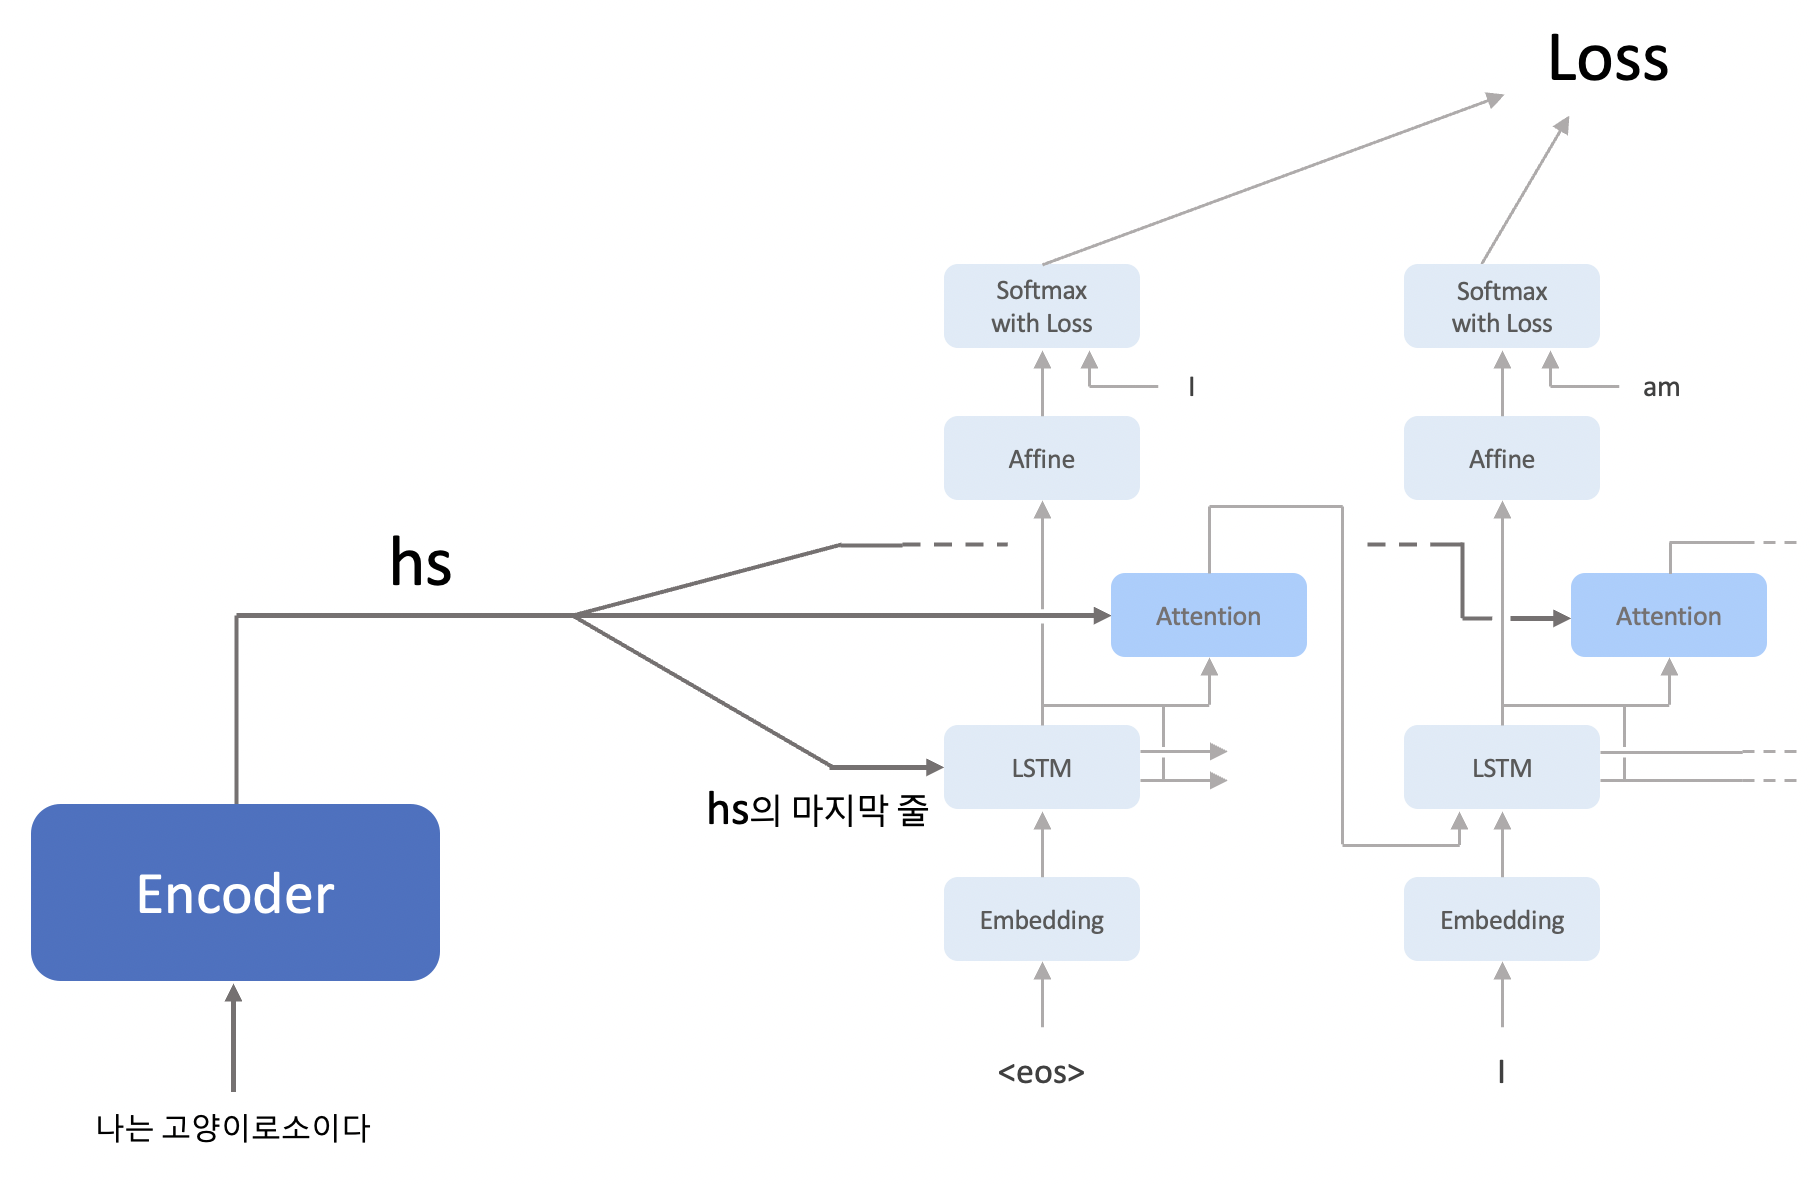 Loss
Softmax
with Loss
Softmax
with Loss
I
am
Affine
Affine
hs
Attention
Attention
LSTM
LSTM
hs의 마지막 줄
Encoder
Embedding
Embedding
<eos>
I
나는 고양이로소이다